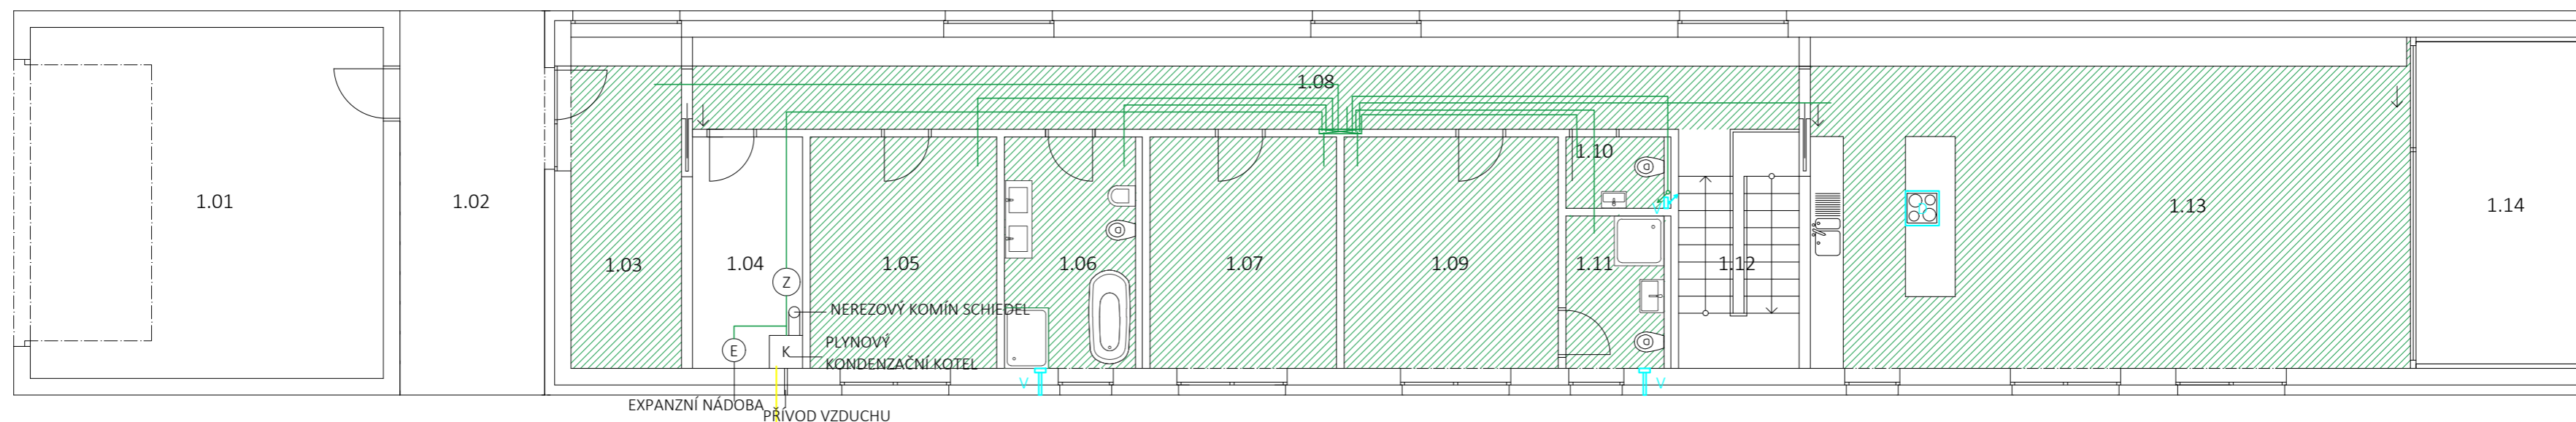 1.08
1.10
1.01
1.02
1.13
1.14
V
1.03
1.04
1.05
1.06
1.07
1.09
1.11
1.12
Z
NEREZOVÝ KOMÍN SCHIEDEL
PLYNOVÝ
KONDENZAČNÍ KOTEL
E
K
V
V
EXPANZNÍ NÁDOBA
PŘÍVOD VZDUCHU